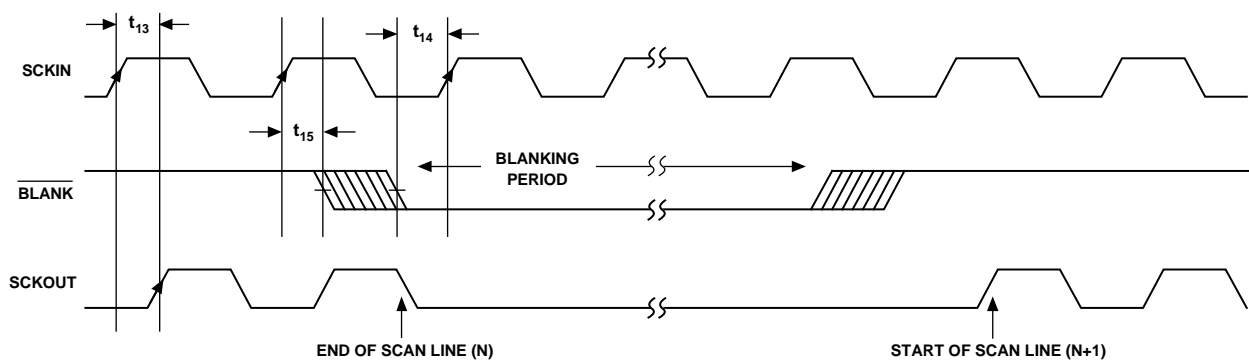 t13
t14
SCKIN
t15
BLANKING
PERIOD
BLANK
SCKOUT
END OF SCAN LINE (N)
START OF SCAN LINE (N+1)